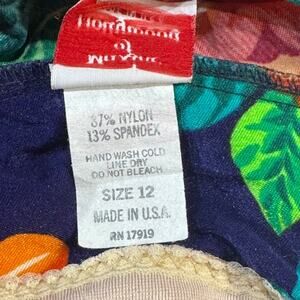 87% NYLON
13% SPANDEX
HAND WASH COLD
LINE DRY
DO NOT BLEACH
SIZE 12
MADE IN U.S.A.
RN 17919